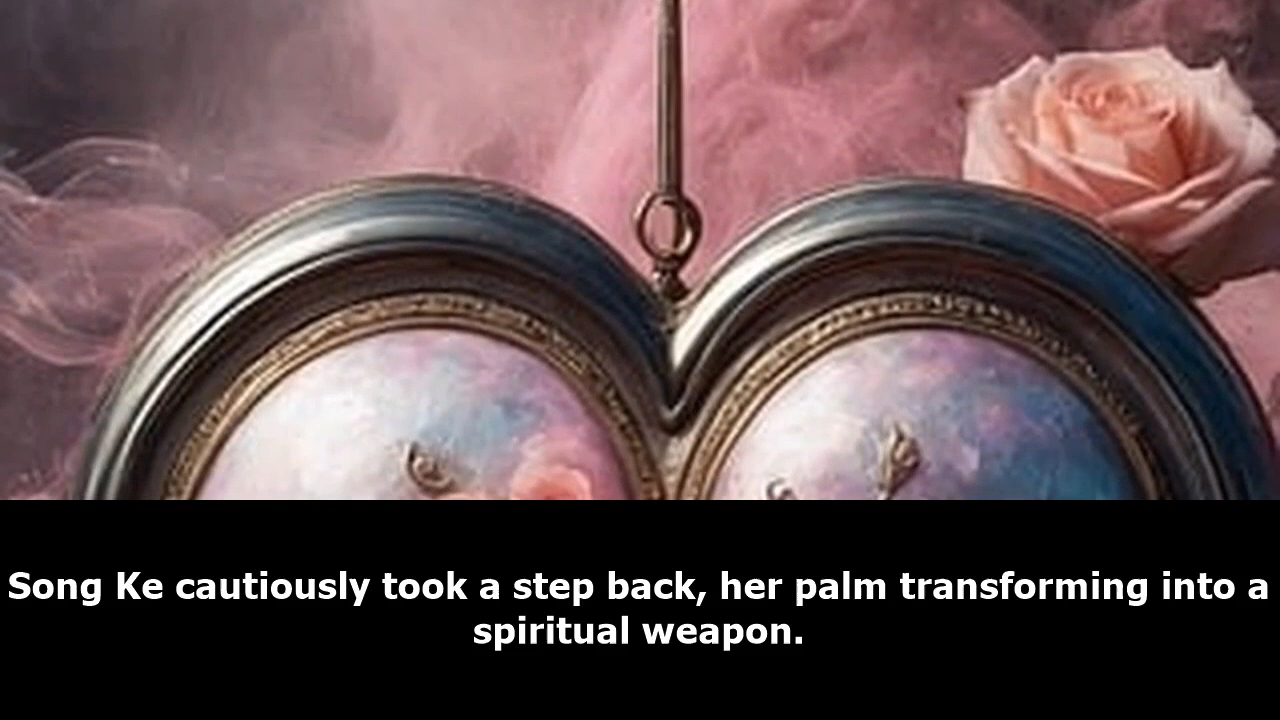 Song Ke cautiously took a step back, her palm transforming into a
spiritual weapon.